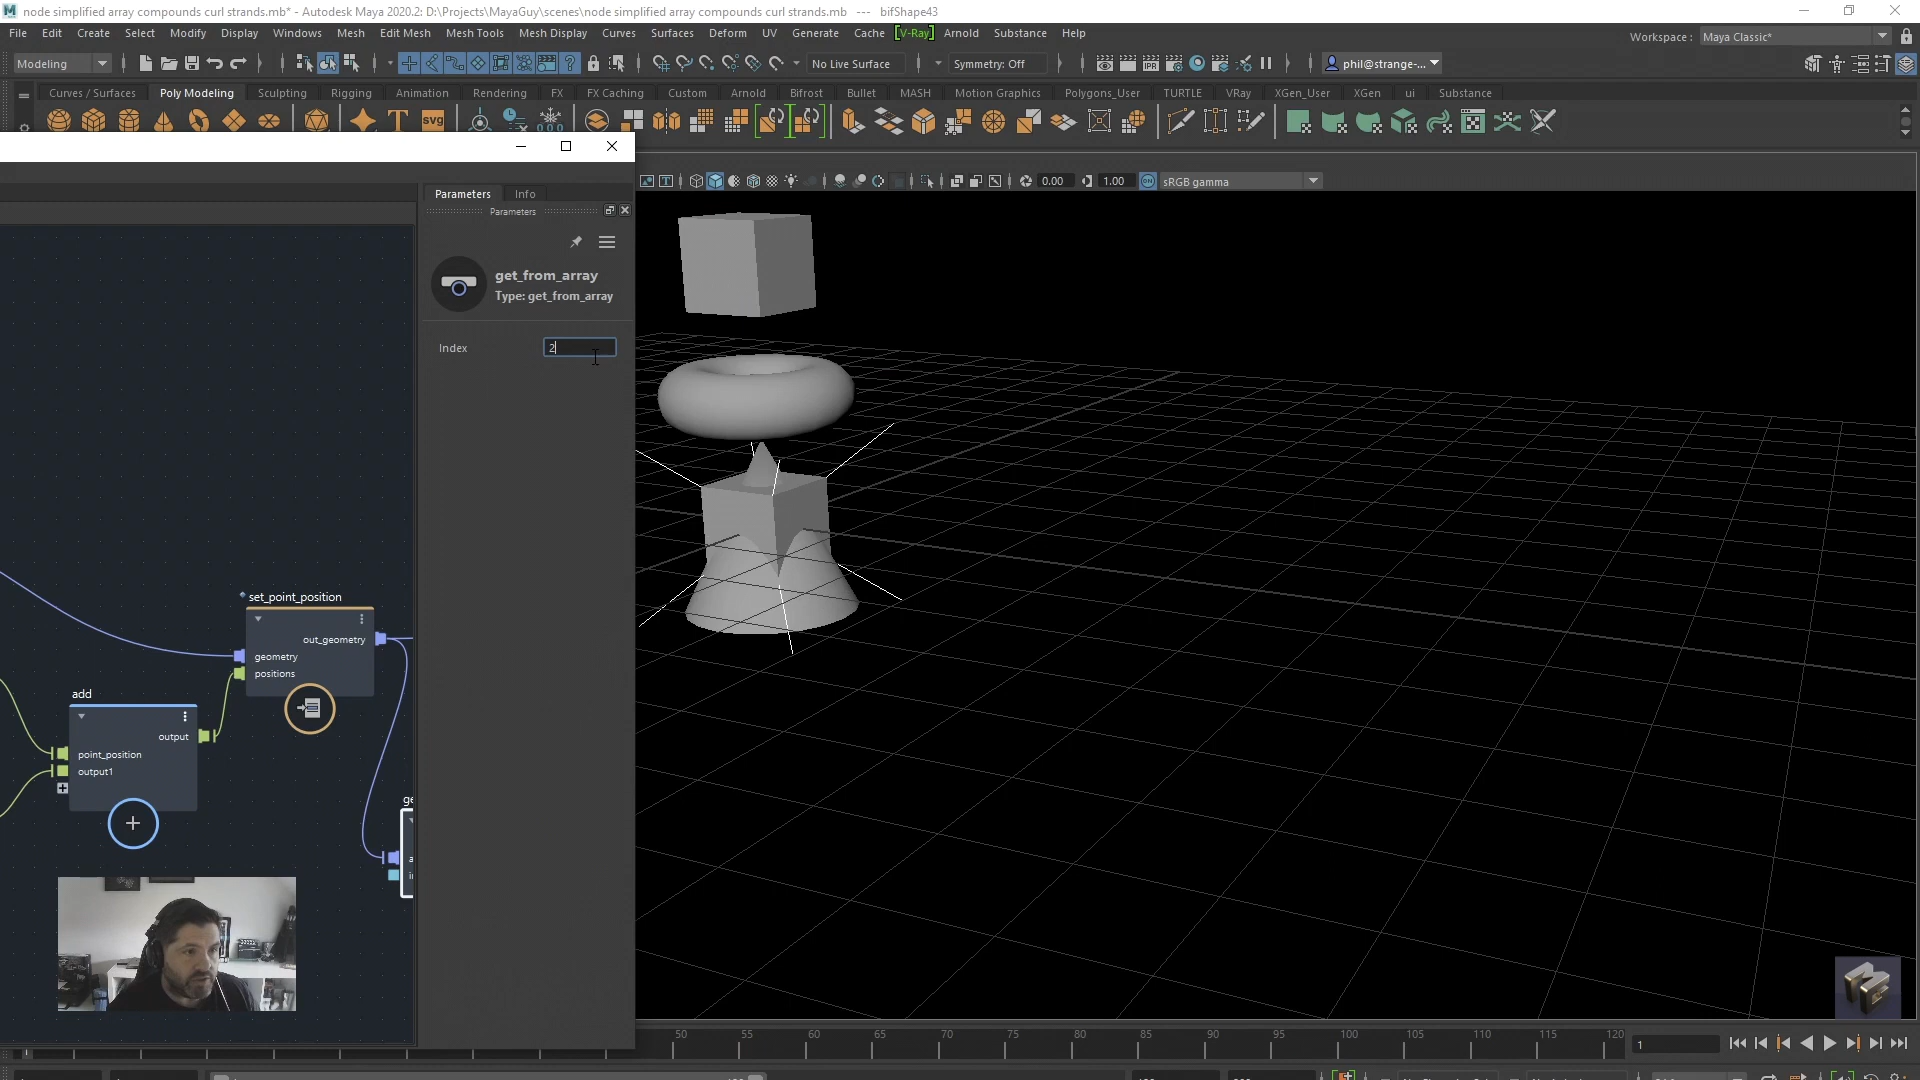 node simplified array compounds curl strands.mb* - Autodesk Maya 2020.2: D:\Projects\MayaGuy\scenes\node simplified array compounds curl strands.mb --- bifShape43
File Edit Create Select Modify Display Windows Mesh Edit Mesh Mesh Tools Mesh Display Curves Surfaces Deform UV Generate Cache [V-Ray] Arnold Substance Help
Workspace : Maya Classic*
Modeling
No Live Surface
Symmetry: Off
phil@strange-...
Curves / Surfaces Poly Modeling Sculpting Rigging Animation Rendering FX FX Caching Custom Arnold Bifrost Bullet MASH Motion Graphics Polygons_User TURTLE VRay XGen_User XGen ui Substance
T svg
IPR
Parameters Info
Parameters
0.00 1.00 sRGB gamma
get_from_array
Type: get_from_array
Index 2
set_point_position
out_geometry
geometry
positions
add
output
point_position
output1
50 55 60 65 70 75 80 85 90 95 100 105 110 115 120
1